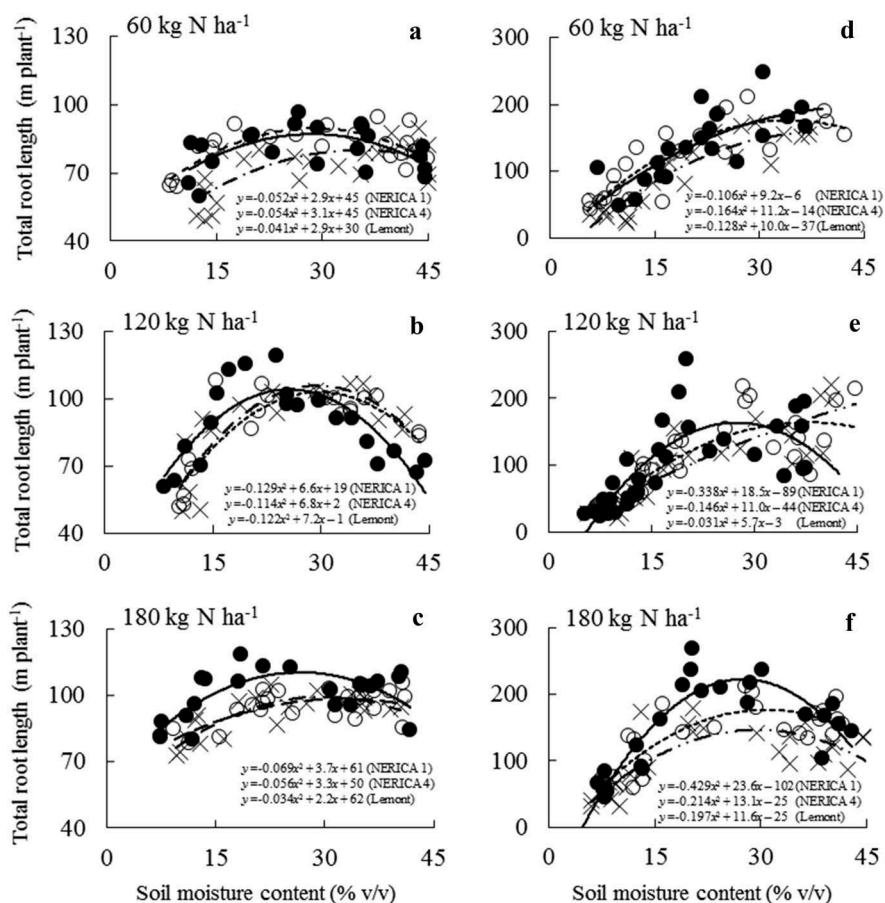 60 kg N ha-1
a
Total root length (m plant-1)
130
100
70
40
y=-0.052x²+2.9x+45 (NERICA 1)
y=-0.054x²+3.1x+45 (NERICA 4)
y=-0.041x²+2.9x+30 (Lemont)
0 15 30 45
60 kg N ha-1
d
300
200
100
0
y=-0.106x²+9.2x-6 (NERICA 1)
y=-0.164x²+11.2x-14 (NERICA 4)
y=-0.128x²+10.0x-37 (Lemont)
0 15 30 45
120 kg N ha-1
b
Total root length (m plant-1)
130
100
70
40
y=-0.129x²+6.6x+19 (NERICA 1)
y=-0.114x²+6.8x+2 (NERICA 4)
y=-0.122x²+7.2x-1 (Lemont)
0 15 30 45
120 kg N ha-1
e
300
200
100
0
y=-0.338x²+18.5x-89 (NERICA 1)
y=-0.146x²+11.0x-44 (NERICA 4)
y=-0.031x²+5.7x-3 (Lemont)
0 15 30 45
180 kg N ha-1
c
Total root length (m plant-1)
130
100
70
40
y=-0.069x²+3.7x+61 (NERICA 1)
y=-0.056x²+3.3x+50 (NERICA 4)
y=-0.034x²+2.2x+62 (Lemont)
0 15 30 45
Soil moisture content (% v/v)
180 kg N ha-1
f
300
200
100
0
y=-0.429x²+23.6x-102 (NERICA 1)
y=-0.214x²+13.1x-25 (NERICA 4)
y=-0.197x²+11.6x-25 (Lemont)
0 15 30 45
Soil moisture content (% v/v)